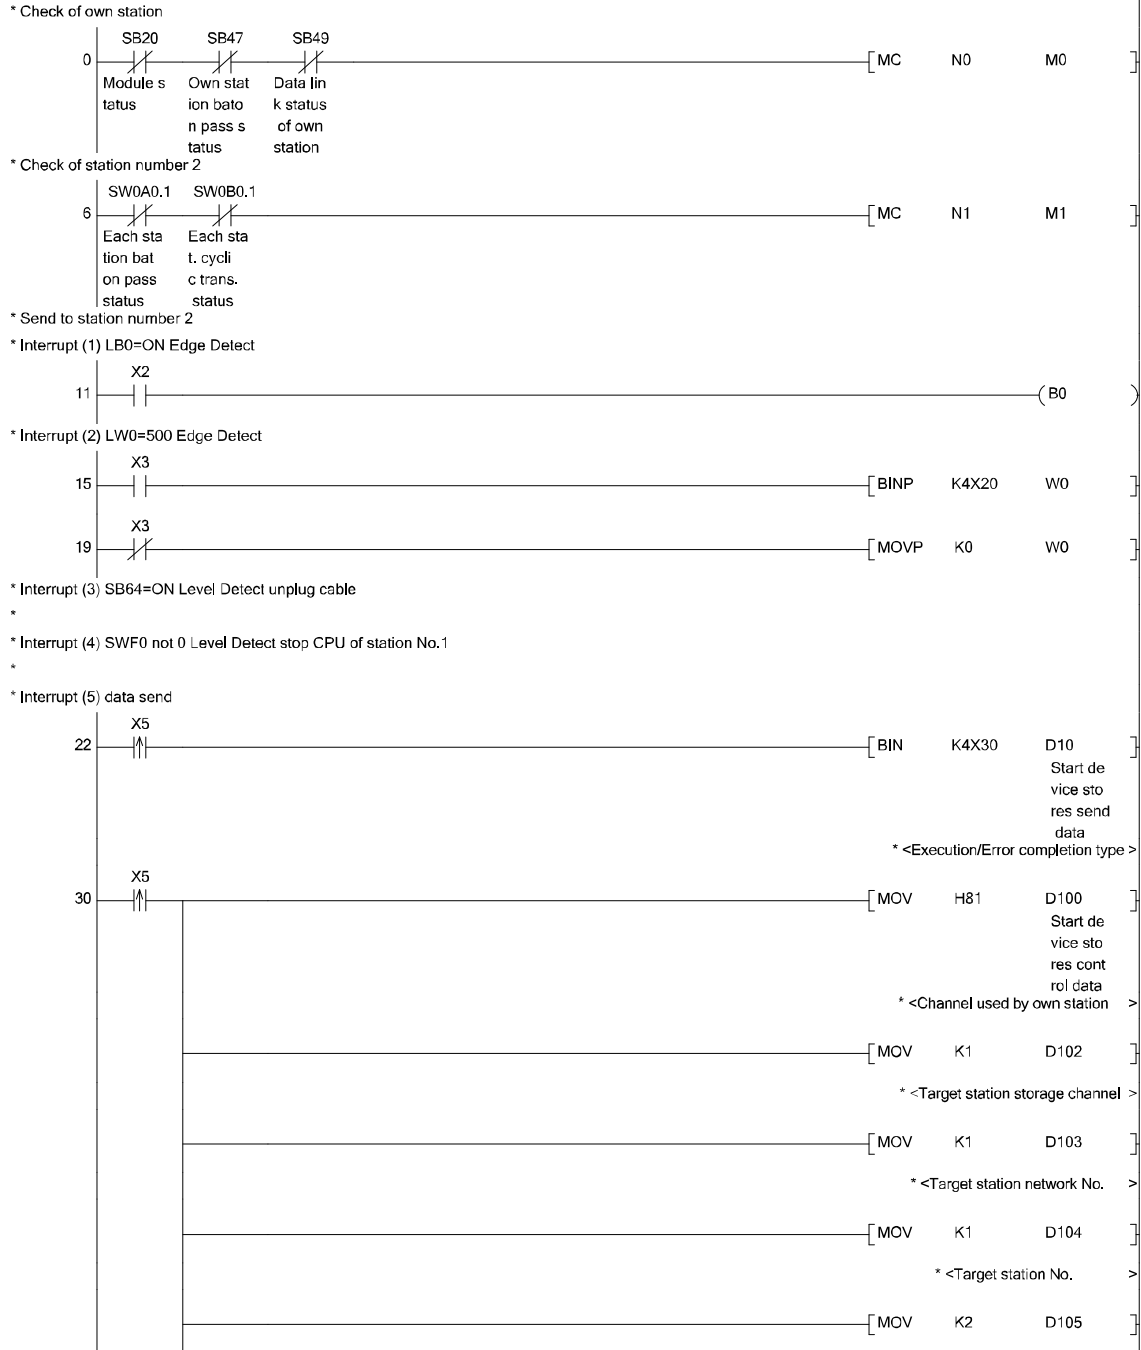 * Check of own station
SB20 SB47 SB49
0 MC N0 M0
Module s Own stat Data lin
tatus ion bato k status
n pass s of own
tatus station
* Check of station number 2
SW0A0.1 SW0B0.1
6 MC N1 M1
Each sta Each sta
tion bat t. cycli
on pass c trans.
status status
* Send to station number 2
* Interrupt (1) LB0=ON Edge Detect
X2
11 B0
* Interrupt (2) LW0=500 Edge Detect
X3
15 BINP K4X20 W0
X3
19 MOVP K0 W0
* Interrupt (3) SB64=ON Level Detect unplug cable
*
* Interrupt (4) SWF0 not 0 Level Detect stop CPU of station No.1
*
* Interrupt (5) data send
X5
22 BIN K4X30 D10
Start de
vice sto
res send
data
* <Execution/Error completion type >
X5
30 MOV H81 D100
Start de
vice sto
res cont
rol data
* <Channel used by own station >
MOV K1 D102
* <Target station storage channel >
MOV K1 D103
* <Target station network No. >
MOV K1 D104
* <Target station No. >
MOV K2 D105